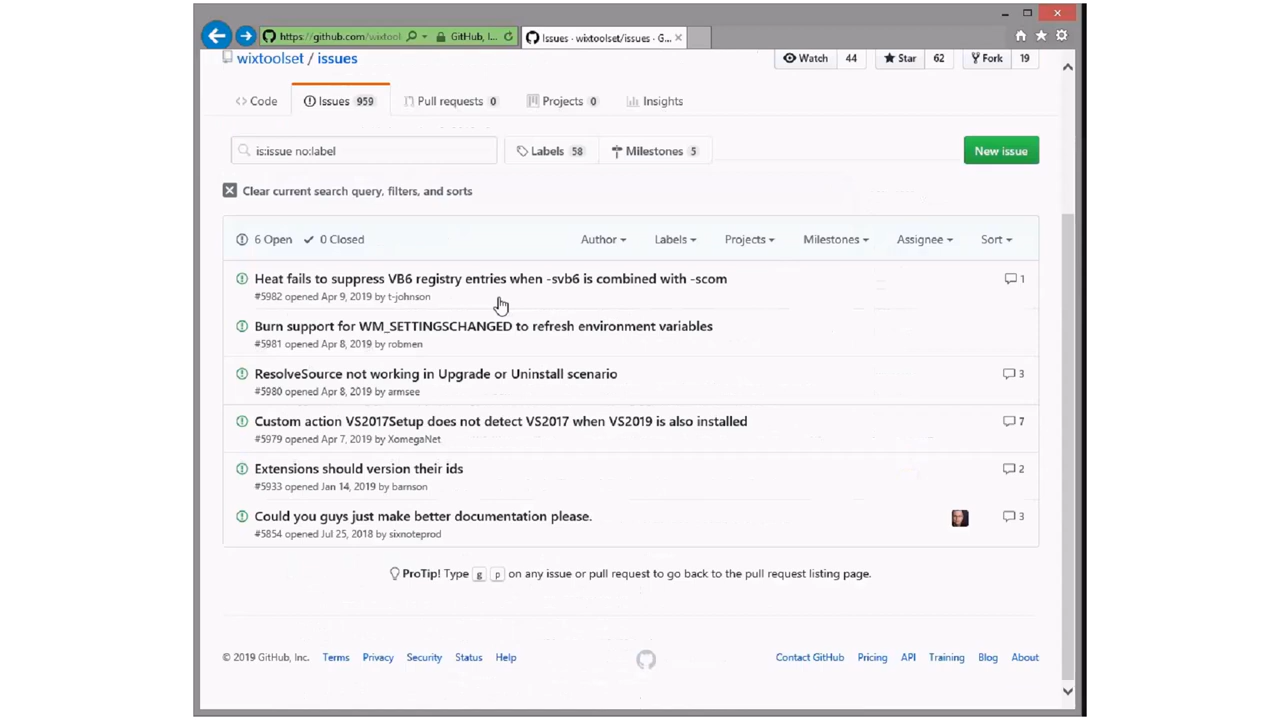 https://github.com/wixtool
GitHub, I...
Issues · wixtoolset/issues · G...
wixtoolset / issues
Watch 44 Star 62 Fork 19
Code Issues 959 Pull requests 0 Projects 0 Insights
is:issue no:label Labels 58 Milestones 5 New issue
Clear current search query, filters, and sorts
6 Open 0 Closed Author Labels Projects Milestones Assignee Sort
Heat fails to suppress VB6 registry entries when -svb6 is combined with -scom 1
#5982 opened Apr 9, 2019 by t-johnson
Burn support for WM_SETTINGSCHANGED to refresh environment variables
#5981 opened Apr 8, 2019 by robmen
ResolveSource not working in Upgrade or Uninstall scenario 3
#5980 opened Apr 8, 2019 by armsee
Custom action VS2017Setup does not detect VS2017 when VS2019 is also installed 7
#5979 opened Apr 7, 2019 by XomegaNet
Extensions should version their ids 2
#5933 opened Jan 14, 2019 by barnson
Could you guys just make better documentation please. 3
#5854 opened Jul 25, 2018 by sixnoteprod
ProTip! Type g p on any issue or pull request to go back to the pull request listing page.
© 2019 GitHub, Inc. Terms Privacy Security Status Help Contact GitHub Pricing API Training Blog About